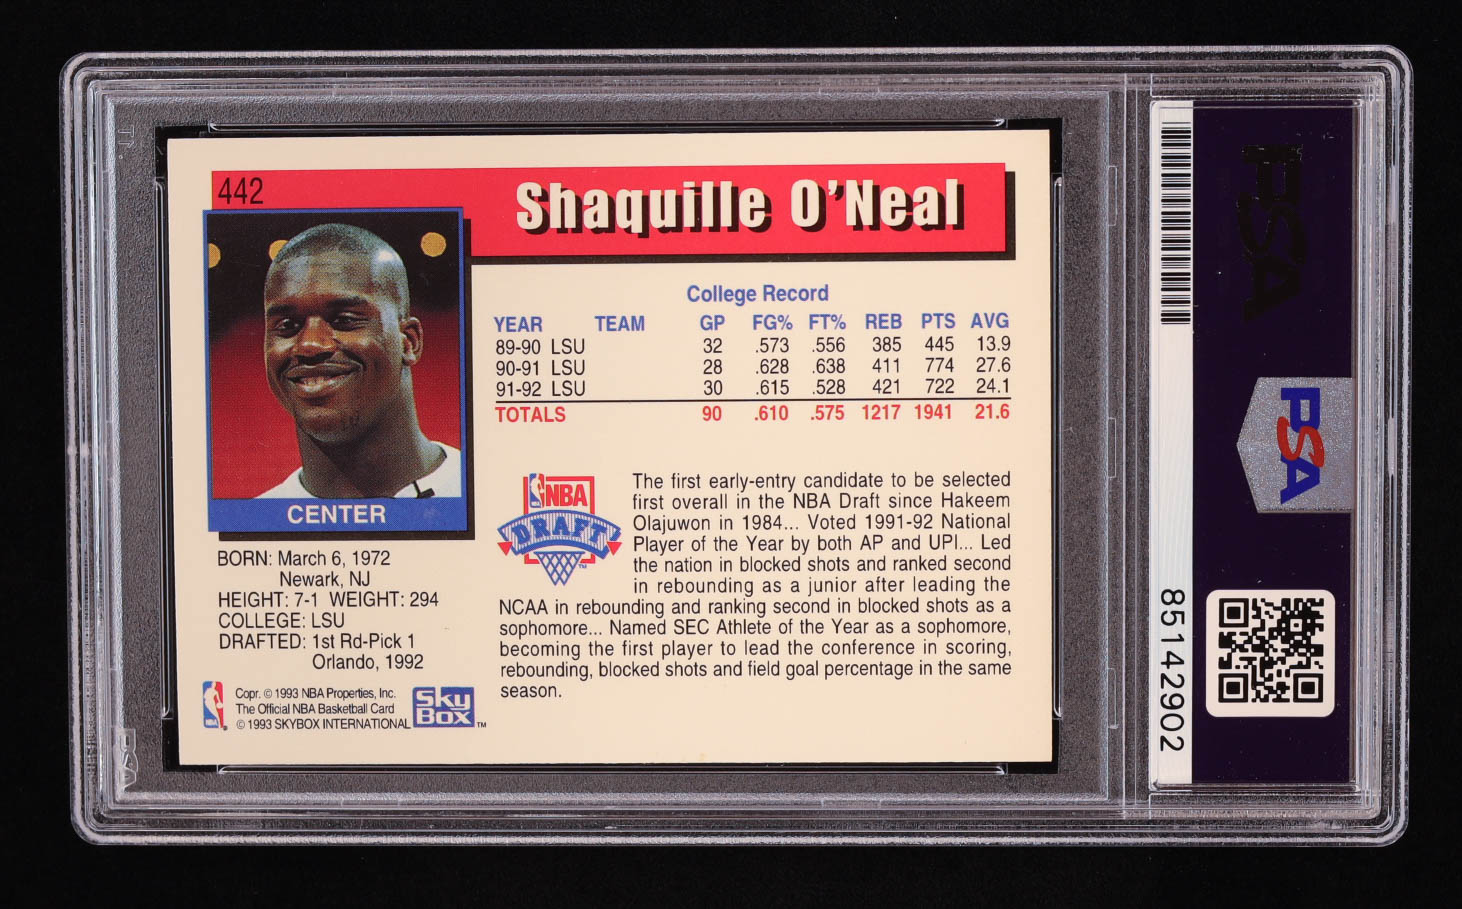 442
Shaquille O'Neal
College Record
YEAR TEAM GP FG% FT% REB PTS AVG
89-90 LSU 32 .573 .556 385 445 13.9
90-91 LSU 28 .628 .638 411 774 27.6
91-92 LSU 30 .615 .528 421 722 24.1
TOTALS 90 .610 .575 1217 1941 21.6
CENTER
BORN: March 6, 1972
Newark, NJ
HEIGHT: 7-1 WEIGHT: 294
COLLEGE: LSU
DRAFTED: 1st Rd-Pick 1
Orlando, 1992
NBA
DRAFT
TM
The first early-entry candidate to be selected
first overall in the NBA Draft since Hakeem
Olajuwon in 1984... Voted 1991-92 National
Player of the Year by both AP and UPI... Led
the nation in blocked shots and ranked second
in rebounding as a junior after leading the
NCAA in rebounding and ranking second in blocked shots as a
sophomore... Named SEC Athlete of the Year as a sophomore,
becoming the first player to lead the conference in scoring,
rebounding, blocked shots and field goal percentage in the same
season.
NBA
Copr. © 1993 NBA Properties, Inc.
The Official NBA Basketball Card
© 1993 SKYBOX INTERNATIONAL
Sky
Box TM
PSA
PSA
85142902
PSA